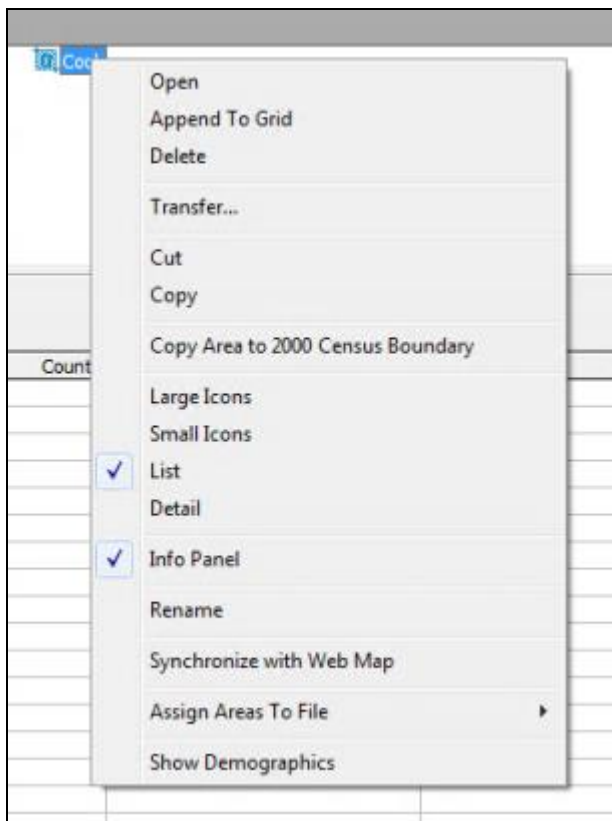 @
Open
Append To Grid
Delete
Transfer...
Cut
Copy
Copy Area to 2000 Census Boundary
Count
Large Icons
Small Icons
List
Detail
Info Panel
Rename
Synchronize with Web Map
Assign Areas To File
Show Demographics